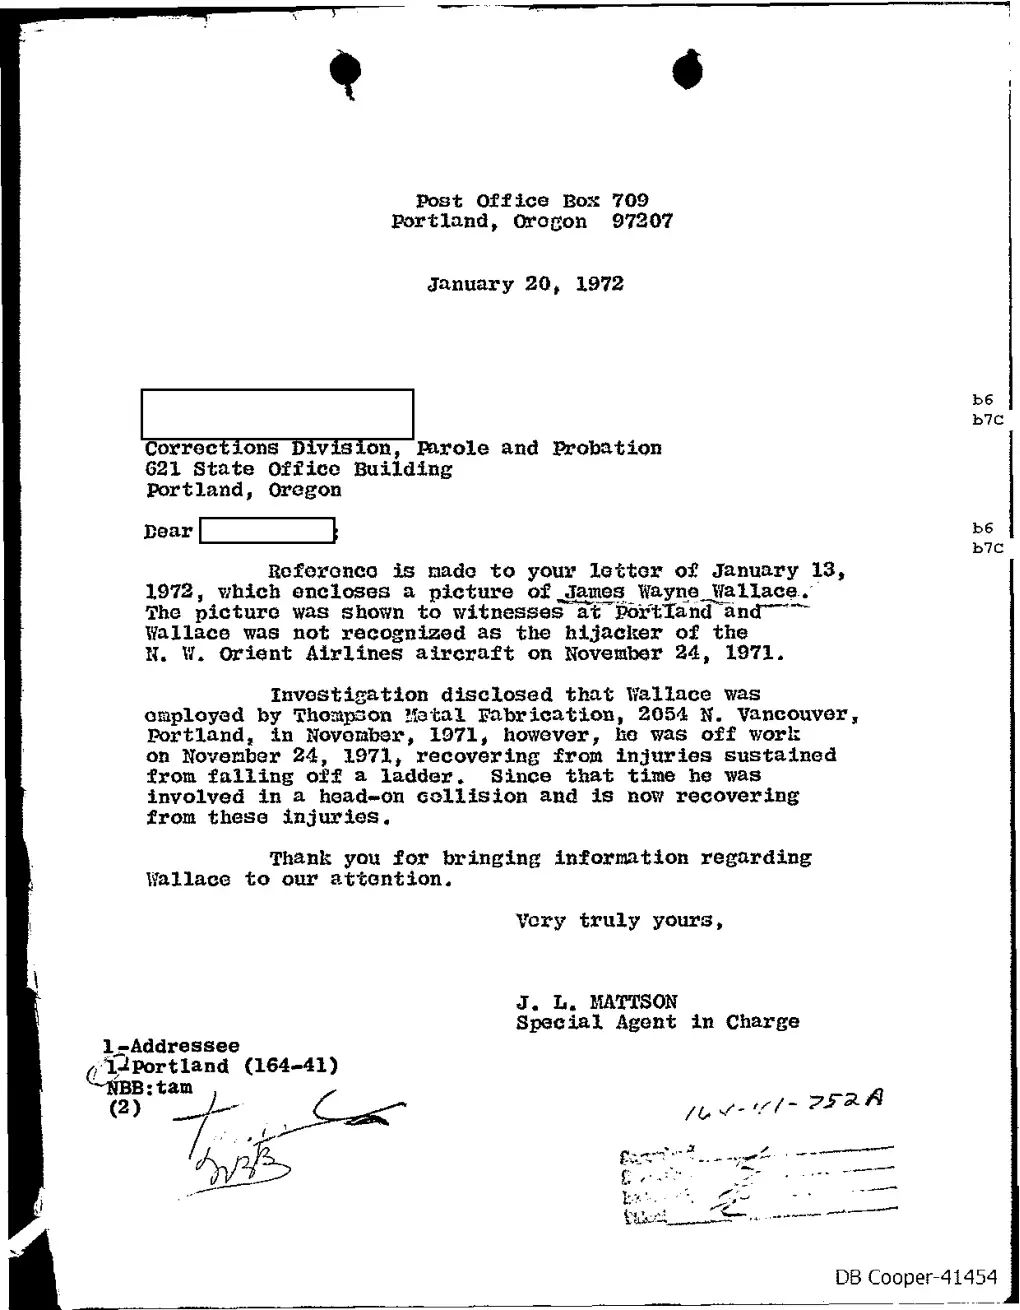 Post Office Box 709
Portland, Oregon 97207
January 20, 1972
b6
b7C
Corrections Division, Parole and Probation
621 State Office Building
Portland, Oregon
Dear :
b6
b7C
Reference is made to your letter of January 13,
1972, which encloses a picture of James Wayne Wallace.
The picture was shown to witnesses at Portland and
Wallace was not recognized as the hijacker of the
N. W. Orient Airlines aircraft on November 24, 1971.
Investigation disclosed that Wallace was
employed by Thompson Metal Fabrication, 2054 N. Vancouver,
Portland, in November, 1971, however, he was off work
on November 24, 1971, recovering from injuries sustained
from falling off a ladder. Since that time he was
involved in a head-on collision and is now recovering
from these injuries.
Thank you for bringing information regarding
Wallace to our attention.
Very truly yours,
J. L. MATTSON
Special Agent in Charge
1-Addressee
1-Portland (164-41)
NBB:tam
(2)
NBB
164-41-752A
DB Cooper-41454